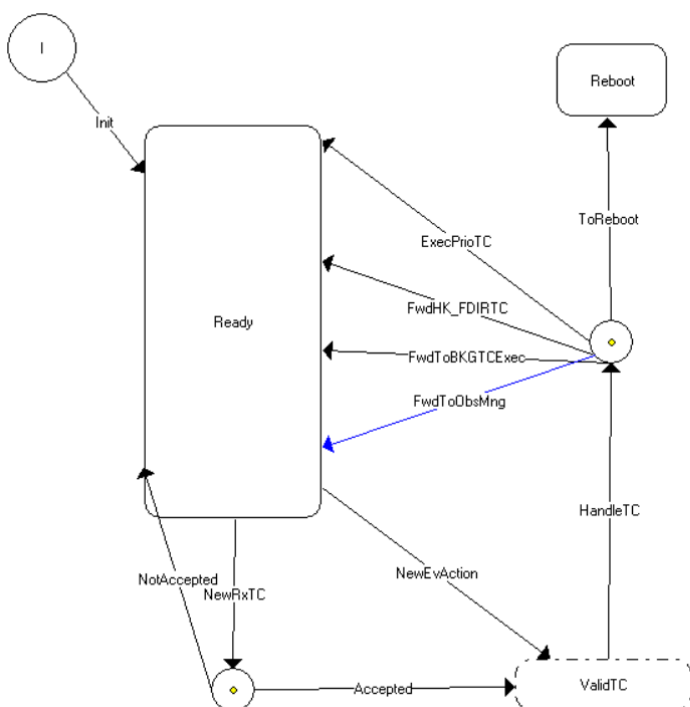 I
Reboot
Init
ToReboot
ExecPrioTC
FwdHK_FDIRTC
Ready
FwdToBKGTCExec
FwdToObsMng
HandleTC
NewEvAction
NotAccepted
NewRxTC
Accepted
ValidTC